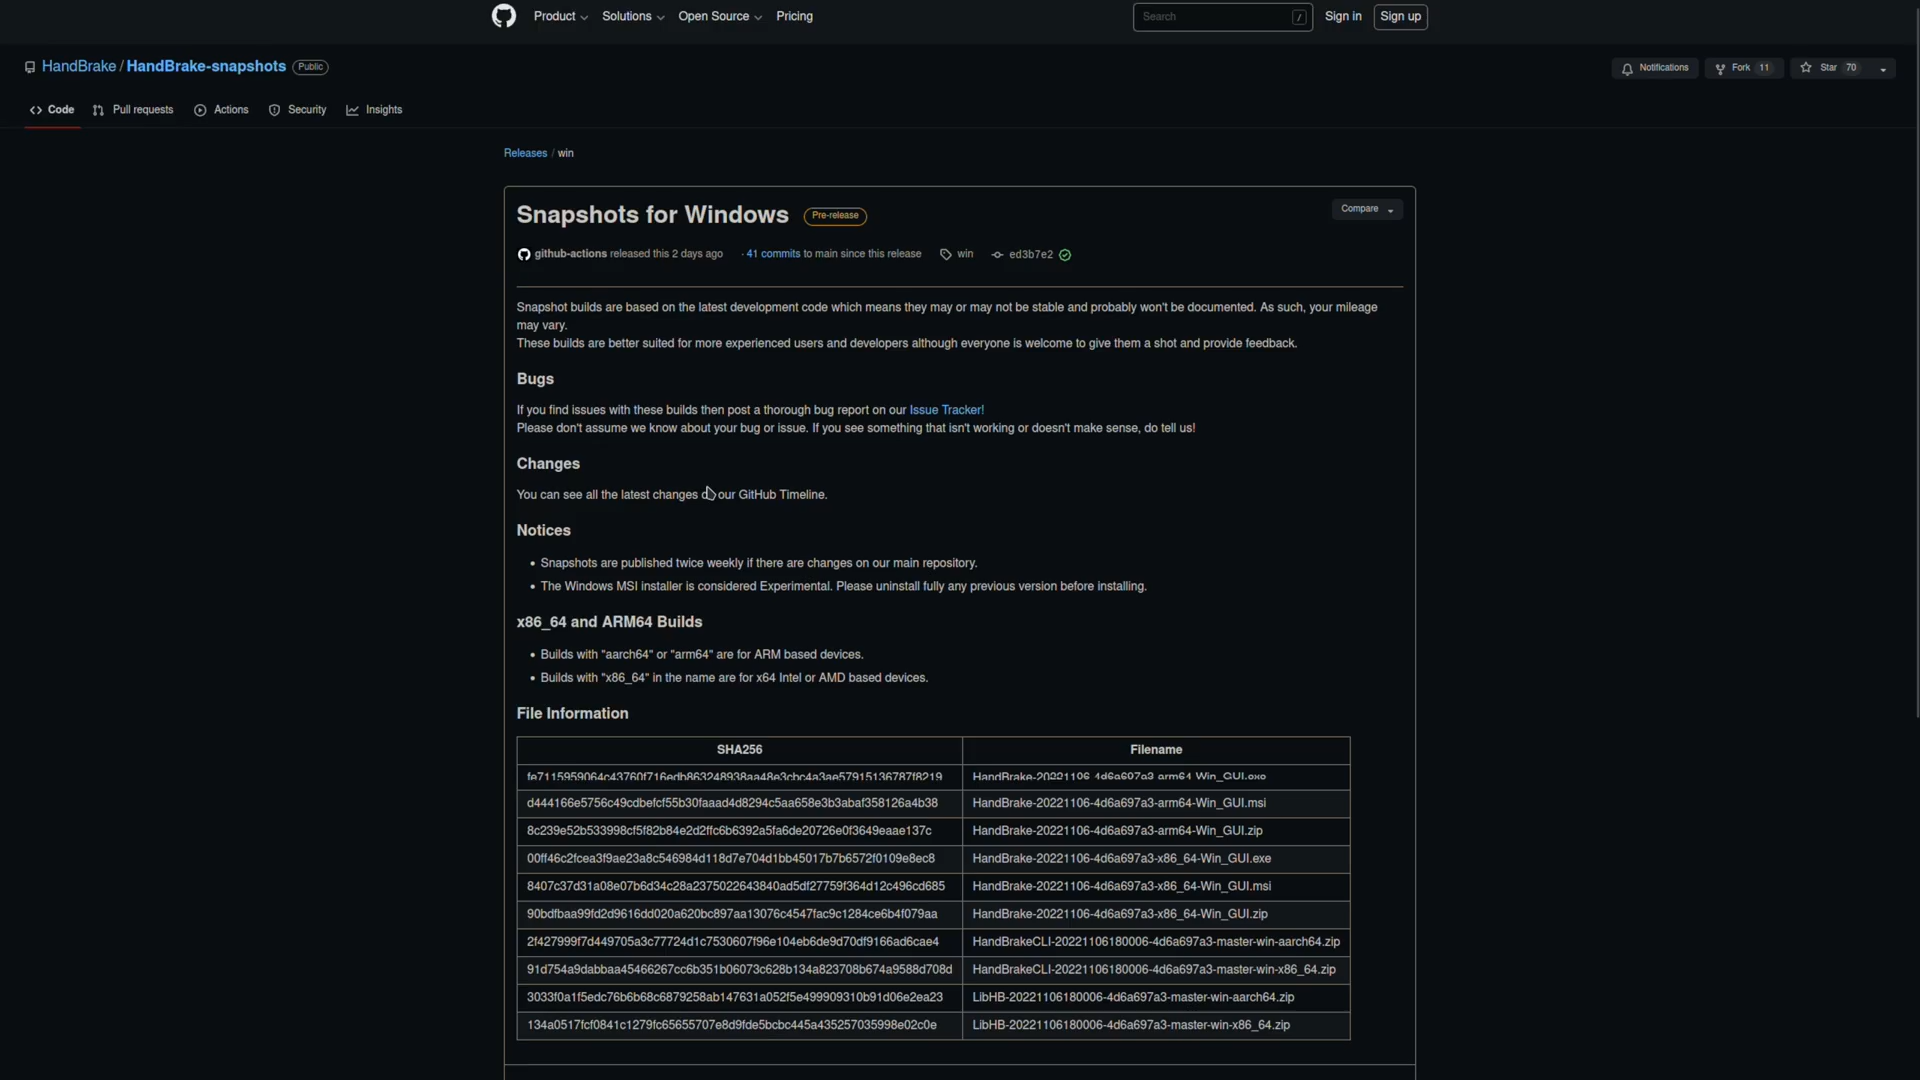 Product Solutions Open Source Pricing Search / Sign in Sign up
HandBrake / HandBrake-snapshots Public Notifications Fork 11 Star 70
Code Pull requests Actions Security Insights
Releases / win
Snapshots for Windows Pre-release Compare
github-actions released this 2 days ago · 41 commits to main since this release win ed3b7e2
Snapshot builds are based on the latest development code which means they may or may not be stable and probably won't be documented. As such, your mileage
may vary.
These builds are better suited for more experienced users and developers although everyone is welcome to give them a shot and provide feedback.
Bugs
If you find issues with these builds then post a thorough bug report on our Issue Tracker!
Please don't assume we know about your bug or issue. If you see something that isn't working or doesn't make sense, do tell us!
Changes
You can see all the latest changes our GitHub Timeline.
Notices
• Snapshots are published twice weekly if there are changes on our main repository.
• The Windows MSI installer is considered Experimental. Please uninstall fully any previous version before installing.
x86_64 and ARM64 Builds
• Builds with "aarch64" or "arm64" are for ARM based devices.
• Builds with "x86_64" in the name are for x64 Intel or AMD based devices.
File Information
SHA256 Filename
fe7115959064c43760f716edb863248938aa48e3cbc4a3ae57915136787f8219 HandBrake-20221106-4d6a697a3-arm64-Win_GUI.exe
d444166e5756c49cdbefcf55b30faaad4d8294c5aa658e3b3abaf358126a4b38 HandBrake-20221106-4d6a697a3-arm64-Win_GUI.msi
8c239e52b533998cf5f82b84e2d2ffc6b6392a5fa6de20726e0f3649eaae137c HandBrake-20221106-4d6a697a3-arm64-Win_GUI.zip
00ff46c2fcea3f9ae23a8c546984d118d7e704d1bb45017b7b6572f0109e8ec8 HandBrake-20221106-4d6a697a3-x86_64-Win_GUI.exe
8407c37d31a08e07b6d34c28a2375022643840ad5df27759f364d12c496cd685 HandBrake-20221106-4d6a697a3-x86_64-Win_GUI.msi
90bdfbaa99fd2d9616dd020a620bc897aa13076c4547fac9c1284ce6b4f079aa HandBrake-20221106-4d6a697a3-x86_64-Win_GUI.zip
2f427999f7d449705a3c77724d1c7530607f96e104eb6de9d70df9166ad6cae4 HandBrakeCLI-20221106180006-4d6a697a3-master-win-aarch64.zip
91d754a9dabbaa45466267cc6b351b06073c628b134a823708b674a9588d708d HandBrakeCLI-20221106180006-4d6a697a3-master-win-x86_64.zip
3033f0a1f5edc76b6b68c6879258ab147631a052f5e499909310b91d06e2ea23 LibHB-20221106180006-4d6a697a3-master-win-aarch64.zip
134a0517fcf0841c1279fc65655707e8d9fde5bcbc445a435257035998e02c0e LibHB-20221106180006-4d6a697a3-master-win-x86_64.zip